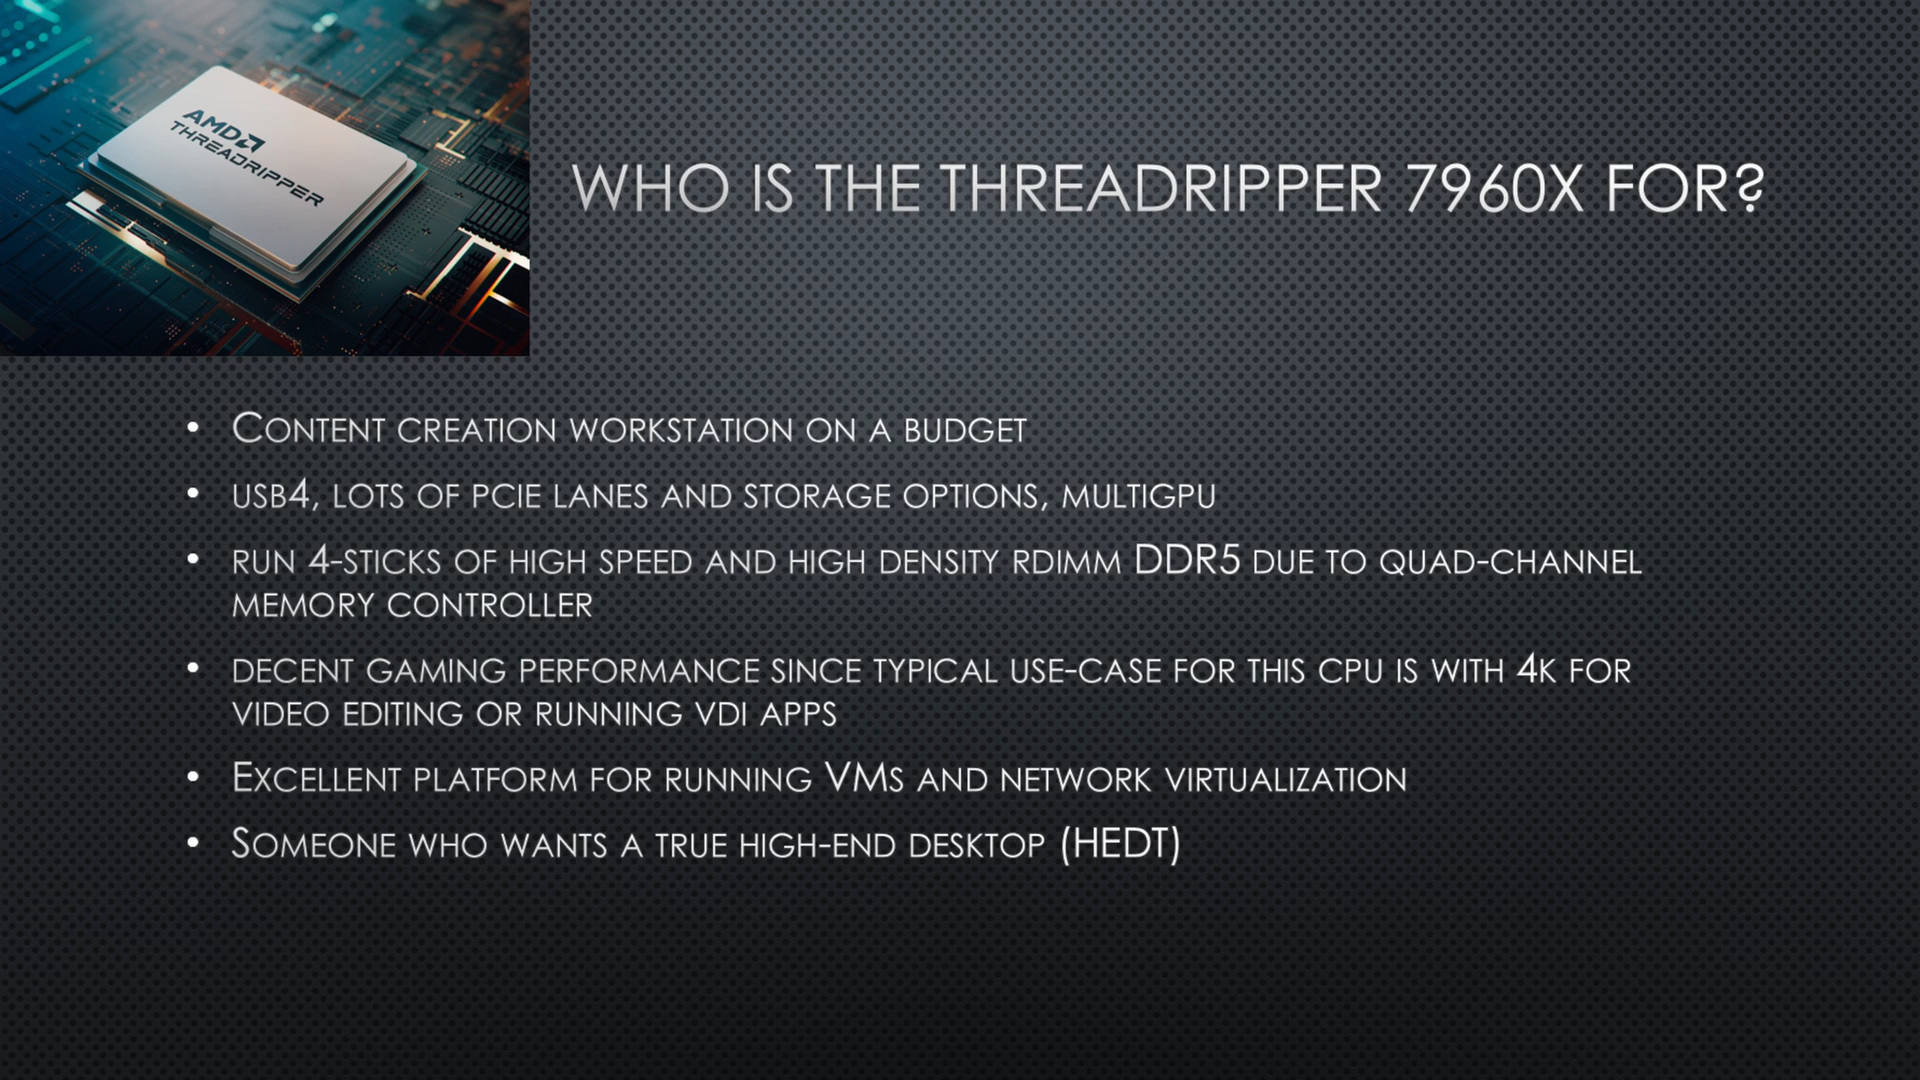 AMD
THREADRIPPER
WHO IS THE THREADRIPPER 7960X FOR?
• Content creation workstation on a budget
• usb4, lots of pcie lanes and storage options, multigpu
• run 4-sticks of high speed and high density rdimm DDR5 due to quad-channel
memory controller
• decent gaming performance since typical use-case for this cpu is with 4k for
video editing or running vdi apps
• Excellent platform for running VMs and network virtualization
• Someone who wants a true high-end desktop (HEDT)